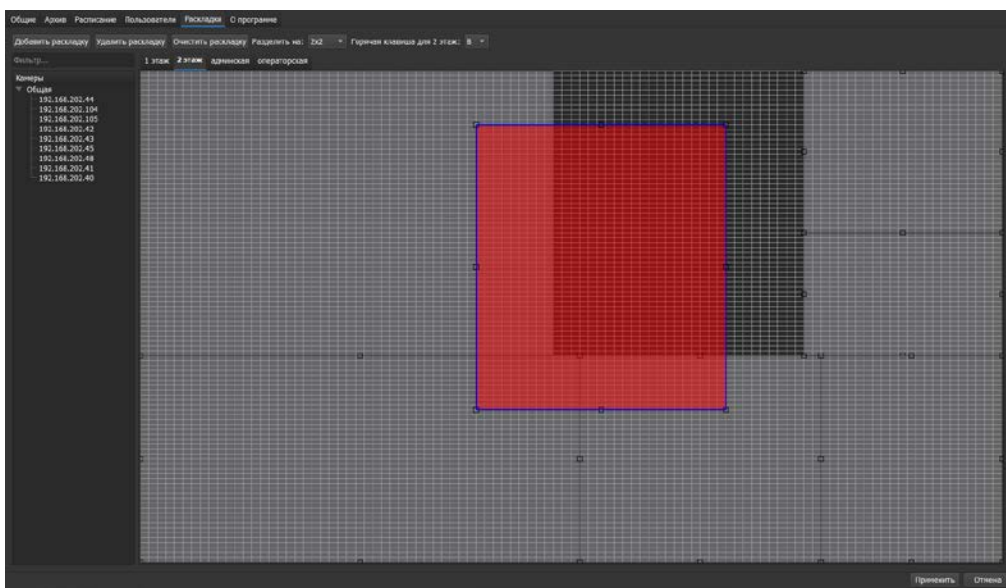 Общие Архив Расписание Пользователи Раскладки О программе
Добавить раскладку Удалить раскладку Очистить раскладку Разделить на: 2x2 Горячая клавиша для 2 этаж: 8
Фильтр... 1 этаж 2 этаж админская операторская
Камеры
Общая
192.168.202.44
192.168.202.104
192.168.202.105
192.168.202.42
192.168.202.43
192.168.202.45
192.168.202.48
192.168.202.41
192.168.202.40
Применить Отмена